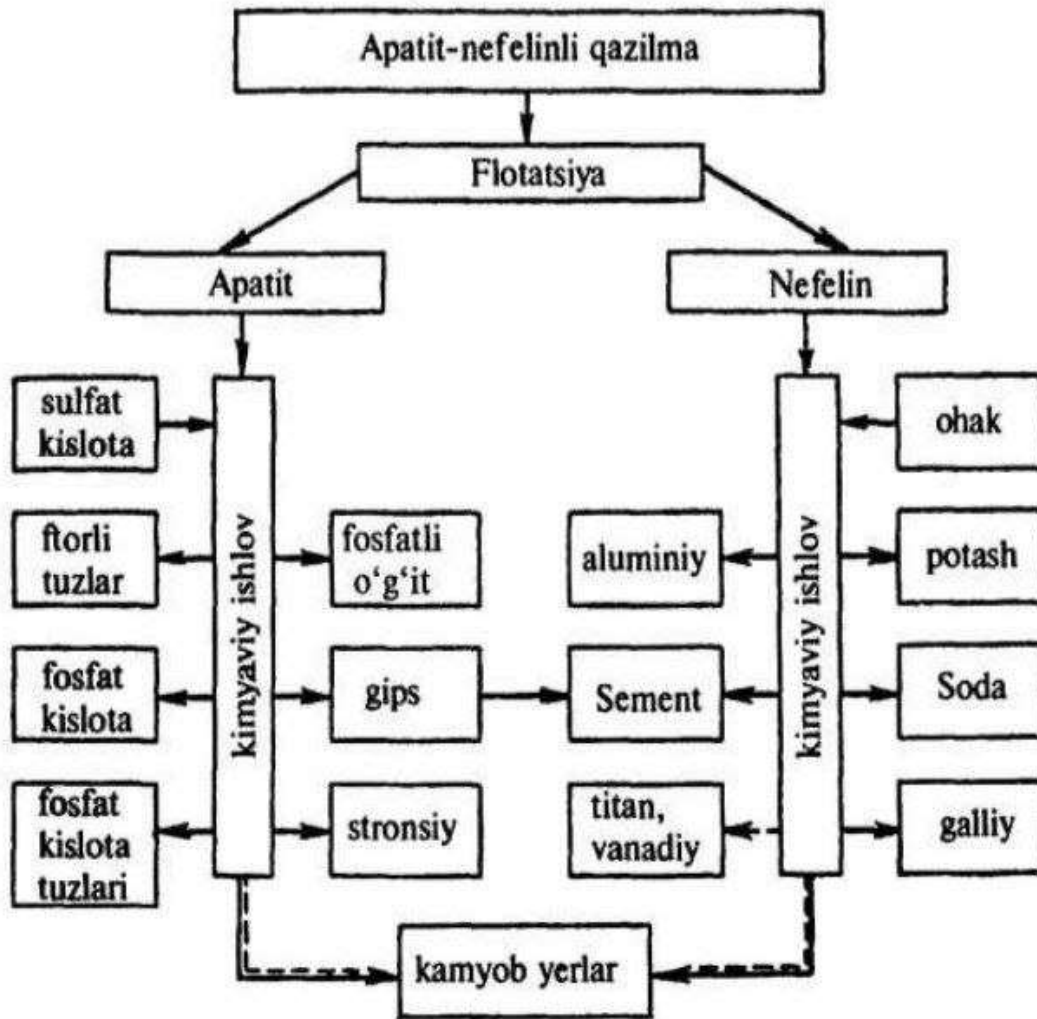 Apatit-nefelinli qazilma
Flotatsiya
Apatit
Nefelin
sulfat
kislota
kimyaviy ishlov
kimyaviy ishlov
ohak
ftorli
tuzlar
fosfatli
o‘g‘it
aluminiy
potash
fosfat
kislota
gips
Sement
Soda
fosfat
kislota
tuzlari
stronsiy
titan,
vanadiy
galliy
kamyob yerlar